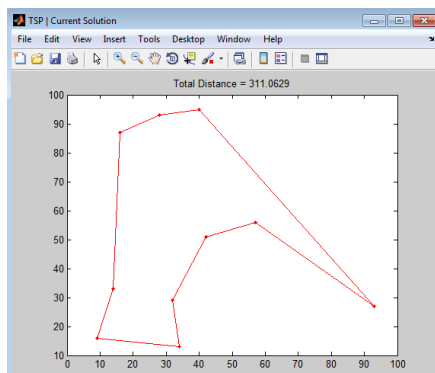 TSP | Current Solution
File Edit View Insert Tools Desktop Window Help
Total Distance = 311.0629
100
90
80
70
60
50
40
30
20
10
0 10 20 30 40 50 60 70 80 90 100